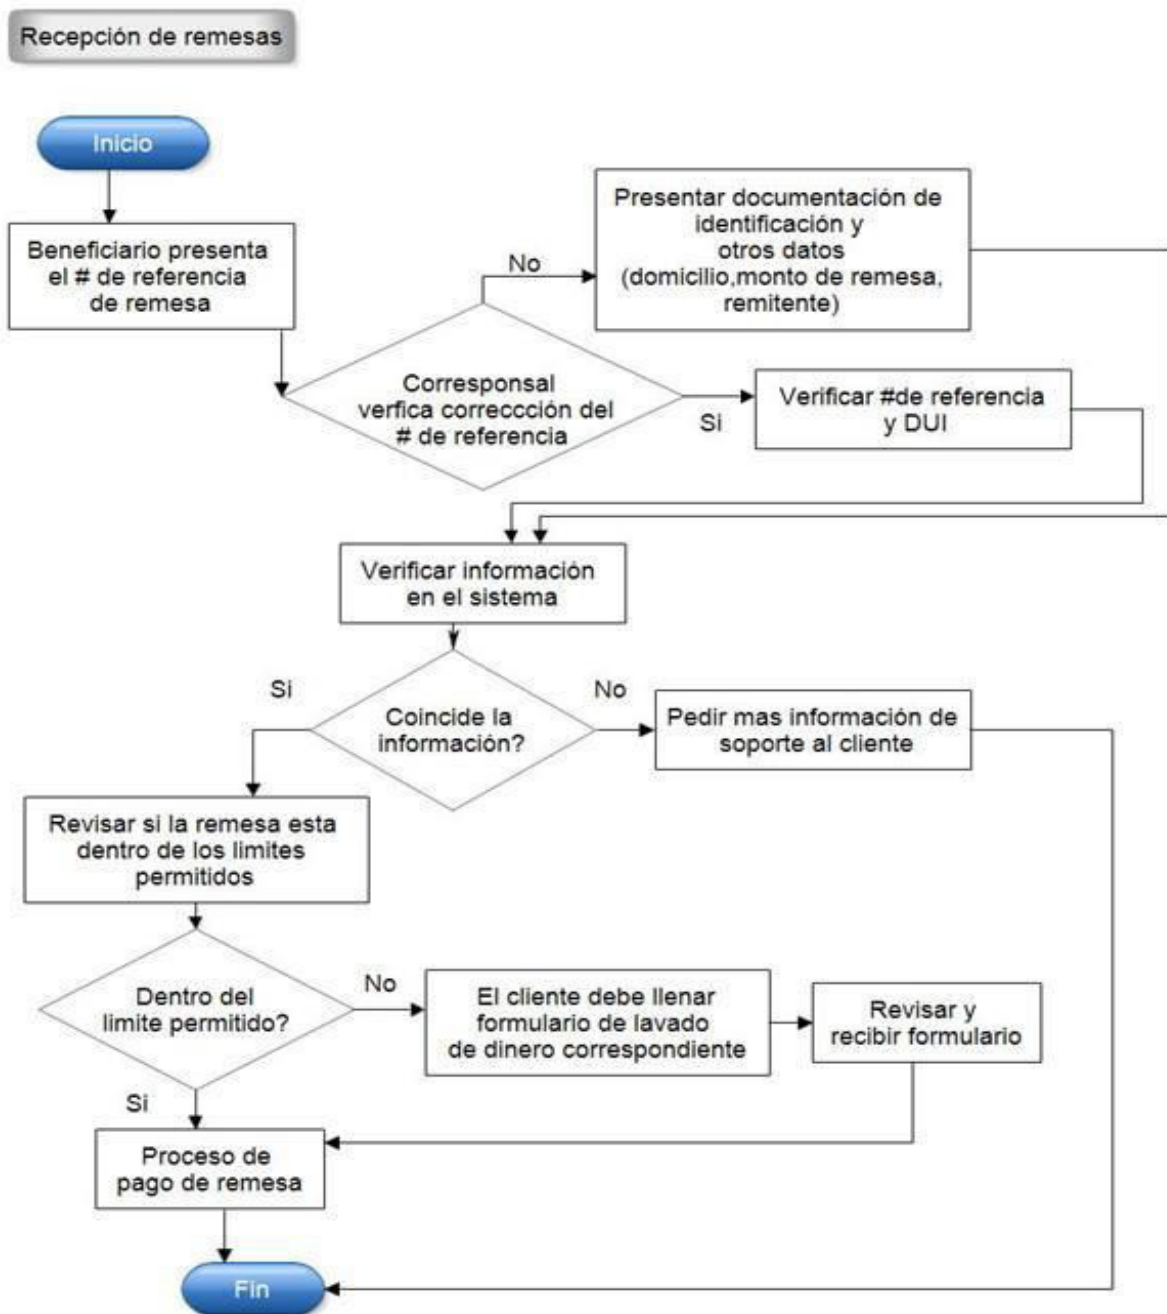 Recepción de remesas
Inicio
Beneficiario presenta
el # de referencia
de remesa
No
Presentar documentación de
identificación y
otros datos
(domicilio,monto de remesa,
remitente)
Corresponsal
verfica correccción del
# de referencia
Si
Verificar #de referencia
y DUI
Verificar información
en el sistema
Si
Coincide la
información?
No
Pedir mas información de
soporte al cliente
Revisar si la remesa esta
dentro de los limites
permitidos
Dentro del
limite permitido?
No
El cliente debe llenar
formulario de lavado
de dinero correspondiente
Revisar y
recibir formulario
Si
Proceso de
pago de remesa
Fin